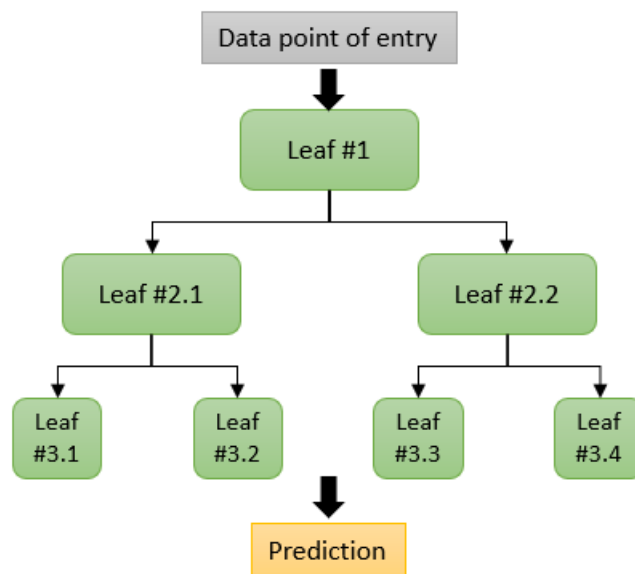 Data point of entry
Leaf #1
Leaf #2.1
Leaf #2.2
Leaf
#3.1
Leaf
#3.2
Leaf
#3.3
Leaf
#3.4
Prediction